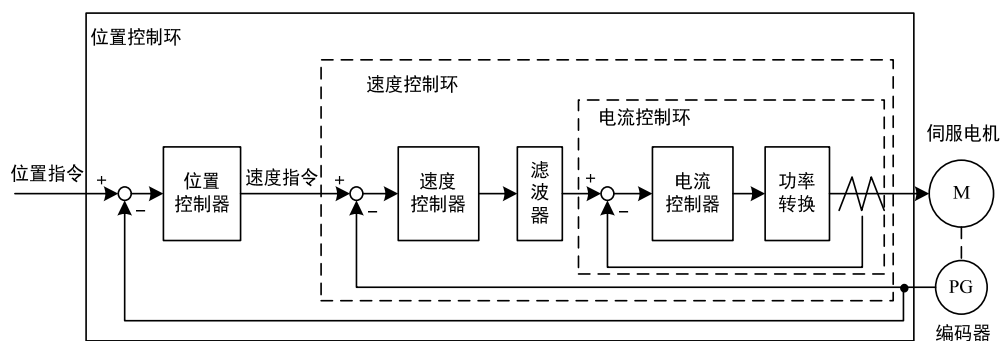 位置控制环
速度控制环
电流控制环
伺服电机
位置指令
+
−
位置
控制器
速度指令
+
−
速度
控制器
滤
波
器
+
−
电流
控制器
功率
转换
M
PG
编码器